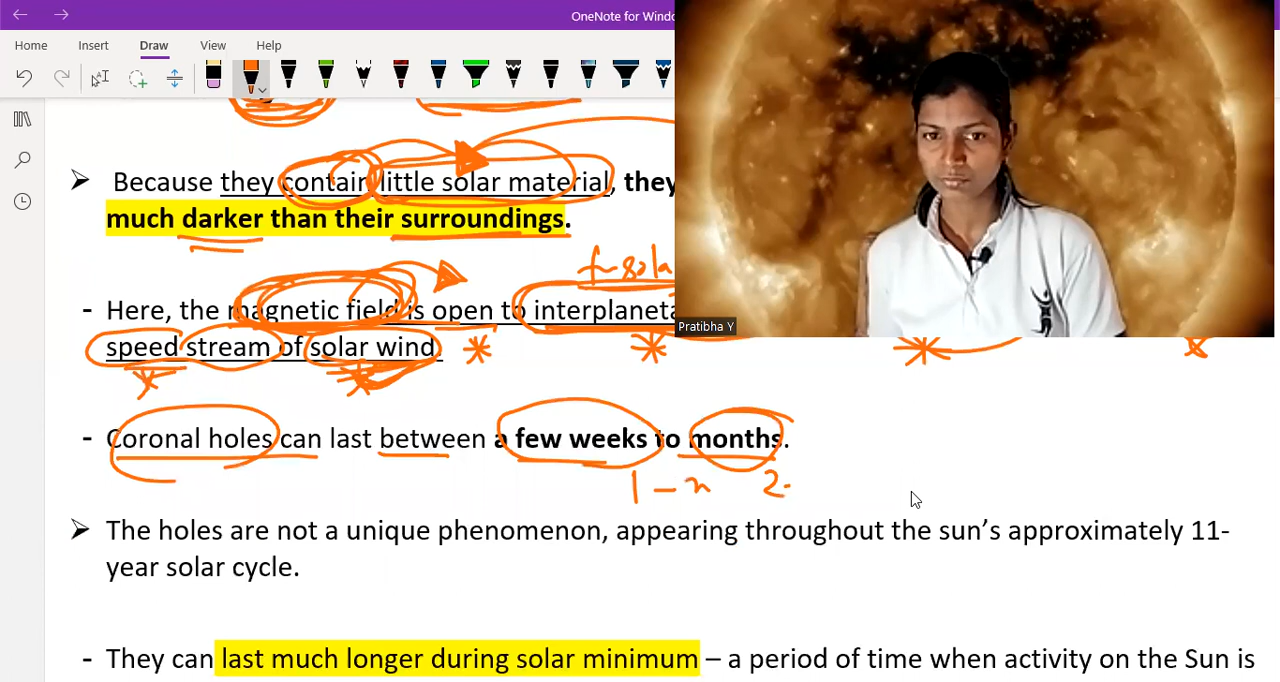 OneNote for Windo
Home Insert Draw View Help
Because they contain little solar material, they
much darker than their surroundings.
f-sola
- Here, the magnetic field is open to interplaneta
speed stream of solar wind.
Pratibha Y
- Coronal holes can last between a few weeks to months.
1 - n 2-
The holes are not a unique phenomenon, appearing throughout the sun's approximately 11-
year solar cycle.
- They can last much longer during solar minimum – a period of time when activity on the Sun is